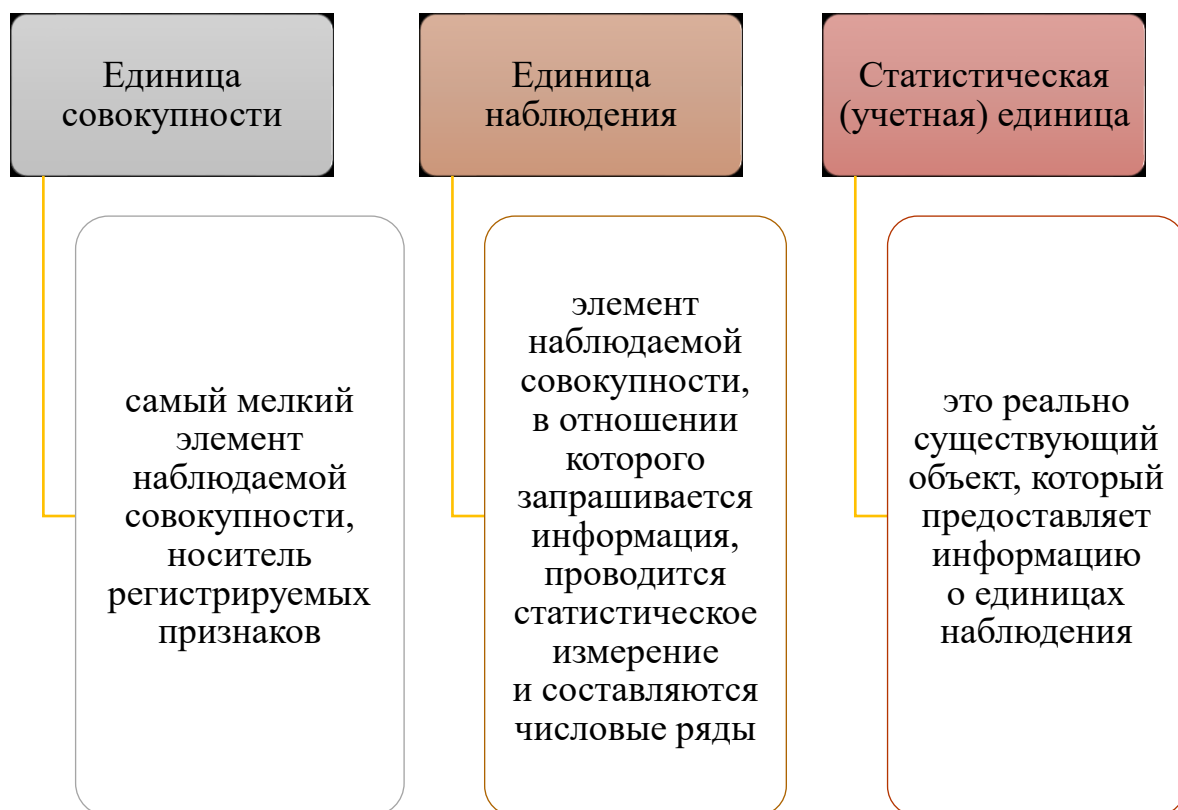 Единица
совокупности
самый мелкий
элемент
наблюдаемой
совокупности,
носитель
регистрируемых
признаков
Единица
наблюдения
элемент
наблюдаемой
совокупности,
в отношении
которого
запрашивается
информация,
проводится
статистическое
измерение
и составляются
числовые ряды
Статистическая
(учетная) единица
это реально
существующий
объект, который
предоставляет
информацию
о единицах
наблюдения